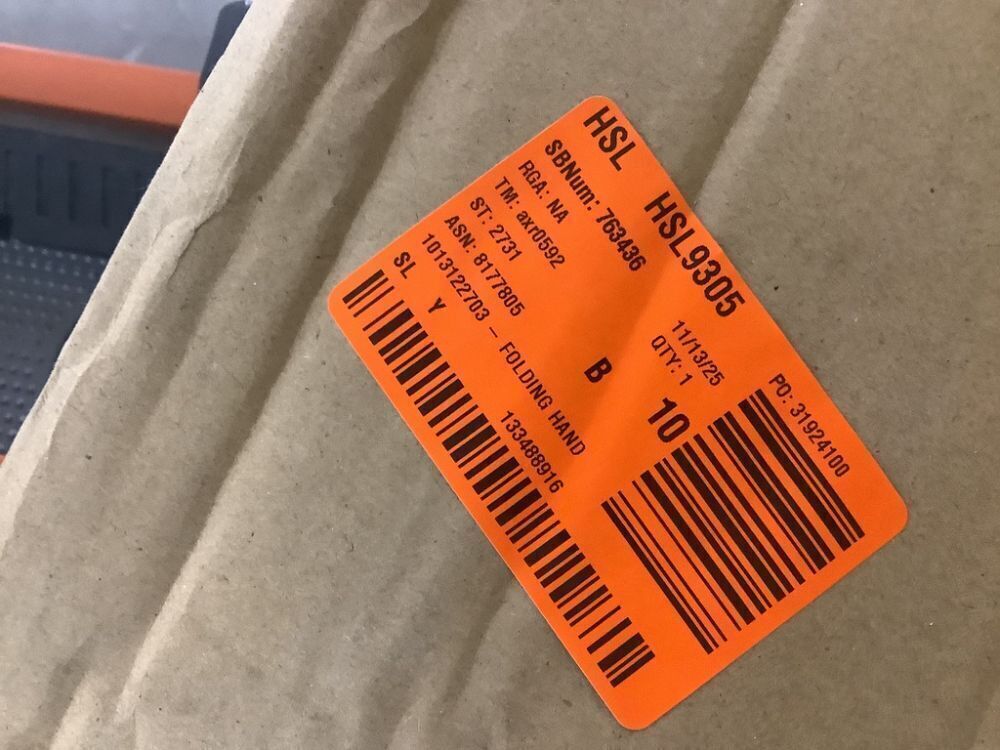 HSL HSL9305
SBNum: 763436
RGA: NA 11/13/25 PO: 31924100
TM: axr0592 QTY: 1
ST: 2731 B 10
ASN: 8177805
1013122703 - FOLDING HAND
SL Y 133488916